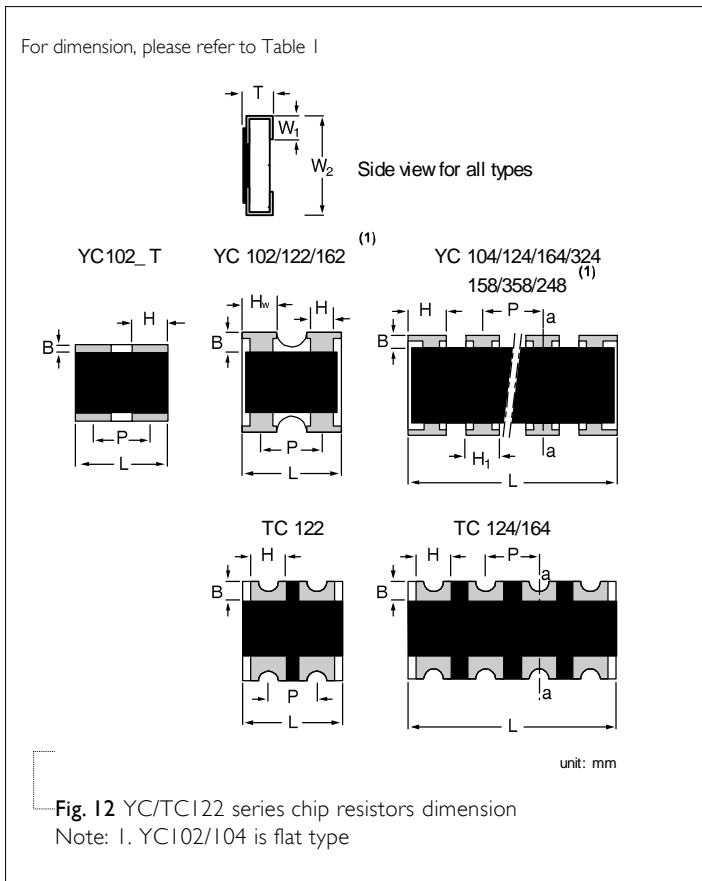 For dimension, please refer to Table 1
T
W1
W2
Side view for all types
YC102_ T
YC 102/122/162 (1)
YC 104/124/164/324
158/358/248 (1)
H
B
P
L
Hw
H
B
P
L
H
P
a
B
H1
a
L
TC 122
TC 124/164
H
B
P
L
H
P
a
B
a
L
unit: mm
Fig. 12 YC/TC122 series chip resistors dimension
Note: 1. YC102/104 is flat type